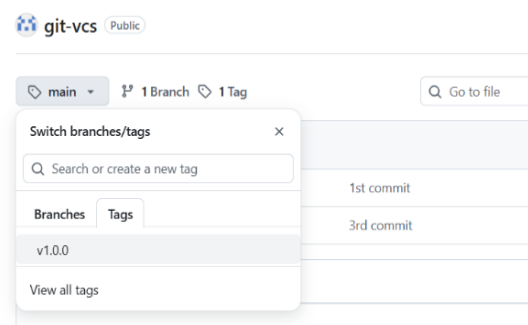 git-vcs Public
main 1 Branch 1 Tag Go to file
Switch branches/tags
Search or create a new tag
Branches Tags
1st commit
3rd commit
v1.0.0
View all tags